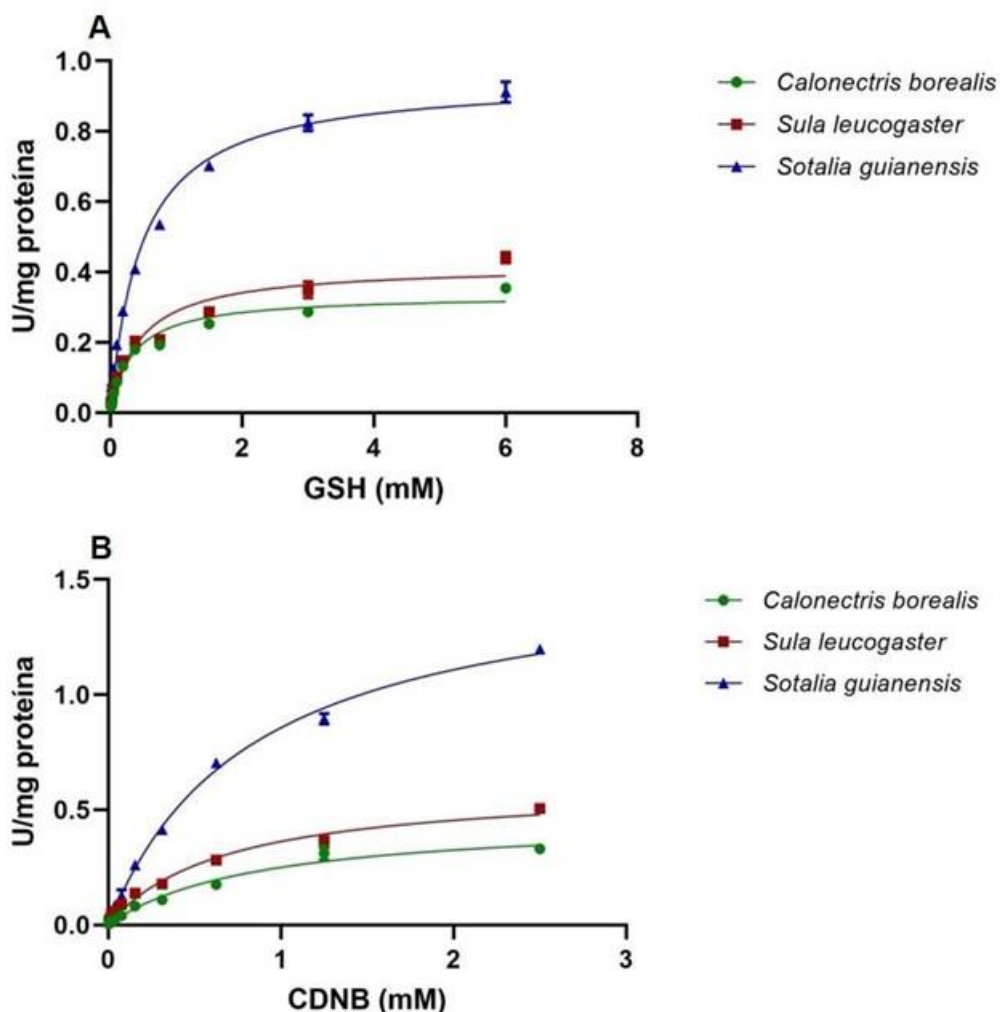 A
1.0
0.8
0.6
0.4
0.2
0.0
U/mg proteína
0 2 4 6 8
GSH (mM)
Calonectris borealis
Sula leucogaster
Sotalia guianensis
B
1.5
1.0
0.5
0.0
U/mg proteína
0 1 2 3
CDNB (mM)
Calonectris borealis
Sula leucogaster
Sotalia guianensis